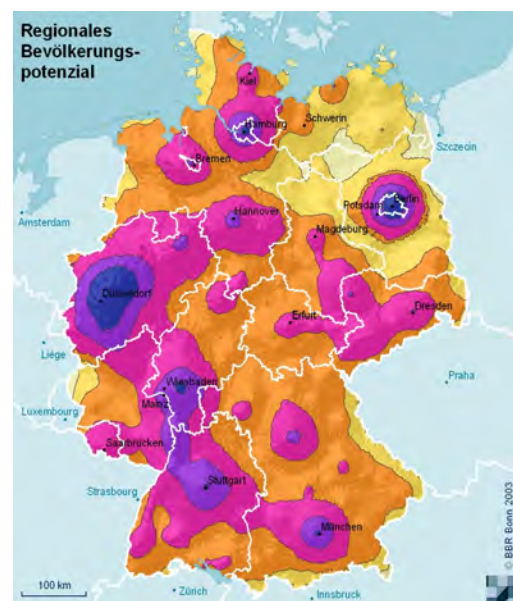 Regionales
Bevölkerungs-
potenzial
Kiel
Hamburg
Schwerin
Szczecin
Bremen
Amsterdam
Hannover
Potsdam
Berlin
Magdeburg
Düsseldorf
Dresden
Erfurt
Liége
Praha
Wiesbaden
Mainz
Luxembourg
Saarbrücken
Strasbourg
Stuttgart
München
100 km
Zürich
Innsbruck
© BBR Bonn 2003